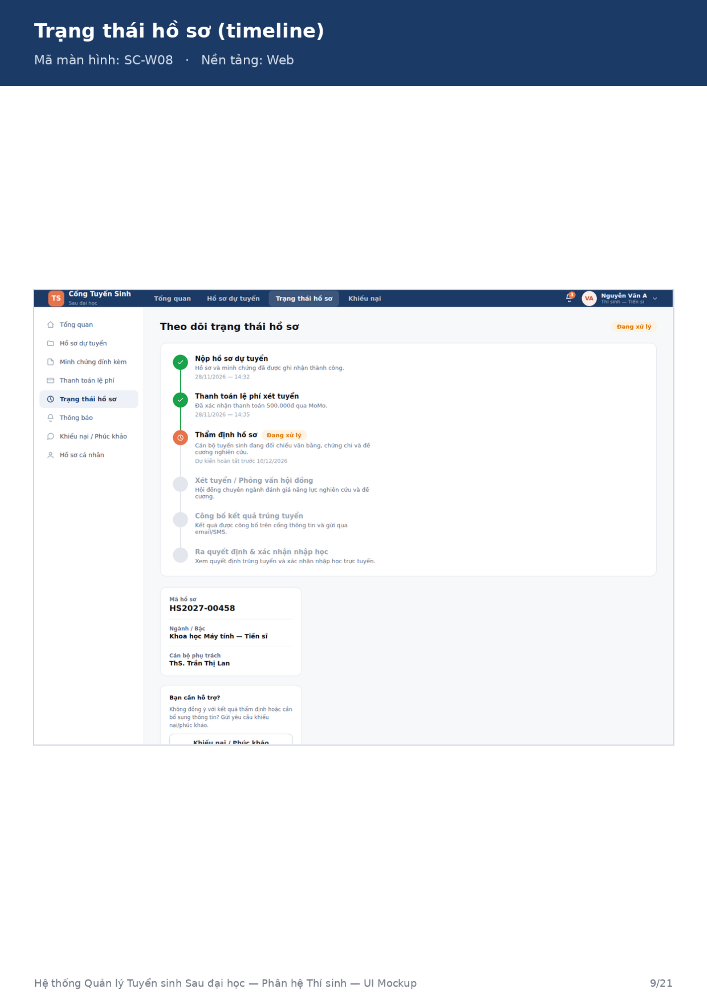 Trạng thái hồ sơ (timeline)
Mã màn hình: SC-W08 · Nền tảng: Web
TS
Cổng Tuyển Sinh
Sau đại học
Tổng quan
Hồ sơ dự tuyển
Trạng thái hồ sơ
Khiếu nại
3
VA
Nguyễn Văn A
Thí sinh — Tiến sĩ
Tổng quan
Hồ sơ dự tuyển
Minh chứng đính kèm
Thanh toán lệ phí
Trạng thái hồ sơ
Thông báo
Khiếu nại / Phúc khảo
Hồ sơ cá nhân
Theo dõi trạng thái hồ sơ
Đang xử lý
Nộp hồ sơ dự tuyển
Hồ sơ và minh chứng đã được ghi nhận thành công.
28/11/2026 — 14:32
Thanh toán lệ phí xét tuyển
Đã xác nhận thanh toán 500.000đ qua MoMo.
28/11/2026 — 14:35
Thẩm định hồ sơ Đang xử lý
Cán bộ tuyển sinh đang đối chiếu văn bằng, chứng chỉ và đề
cương nghiên cứu.
Dự kiến hoàn tất trước 10/12/2026
Xét tuyển / Phỏng vấn hội đồng
Hội đồng chuyên ngành đánh giá năng lực nghiên cứu và đề
cương.
Công bố kết quả trúng tuyển
Kết quả được công bố trên cổng thông tin và gửi qua
email/SMS.
Ra quyết định & xác nhận nhập học
Xem quyết định trúng tuyển và xác nhận nhập học trực tuyến.
Mã hồ sơ
HS2027-00458
Ngành / Bậc
Khoa học Máy tính — Tiến sĩ
Cán bộ phụ trách
ThS. Trần Thị Lan
Bạn cần hỗ trợ?
Không đồng ý với kết quả thẩm định hoặc cần
bổ sung thông tin? Gửi yêu cầu khiếu
nại/phúc khảo.
Khiếu nại / Phúc khảo
Hệ thống Quản lý Tuyển sinh Sau đại học — Phân hệ Thí sinh — UI Mockup
9/21